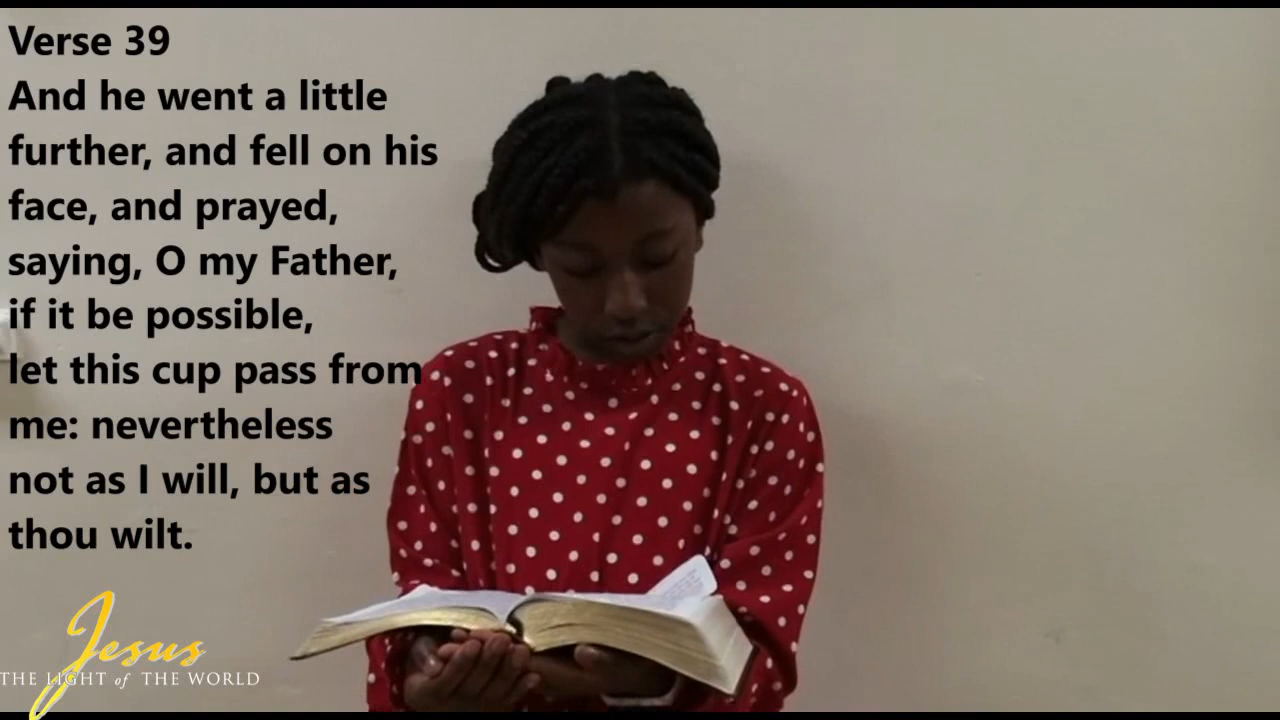 Verse 39
And he went a little
further, and fell on his
face, and prayed,
saying, O my Father,
if it be possible,
let this cup pass from
me: nevertheless
not as I will, but as
thou wilt.
Jesus
THE LIGHT of THE WORLD